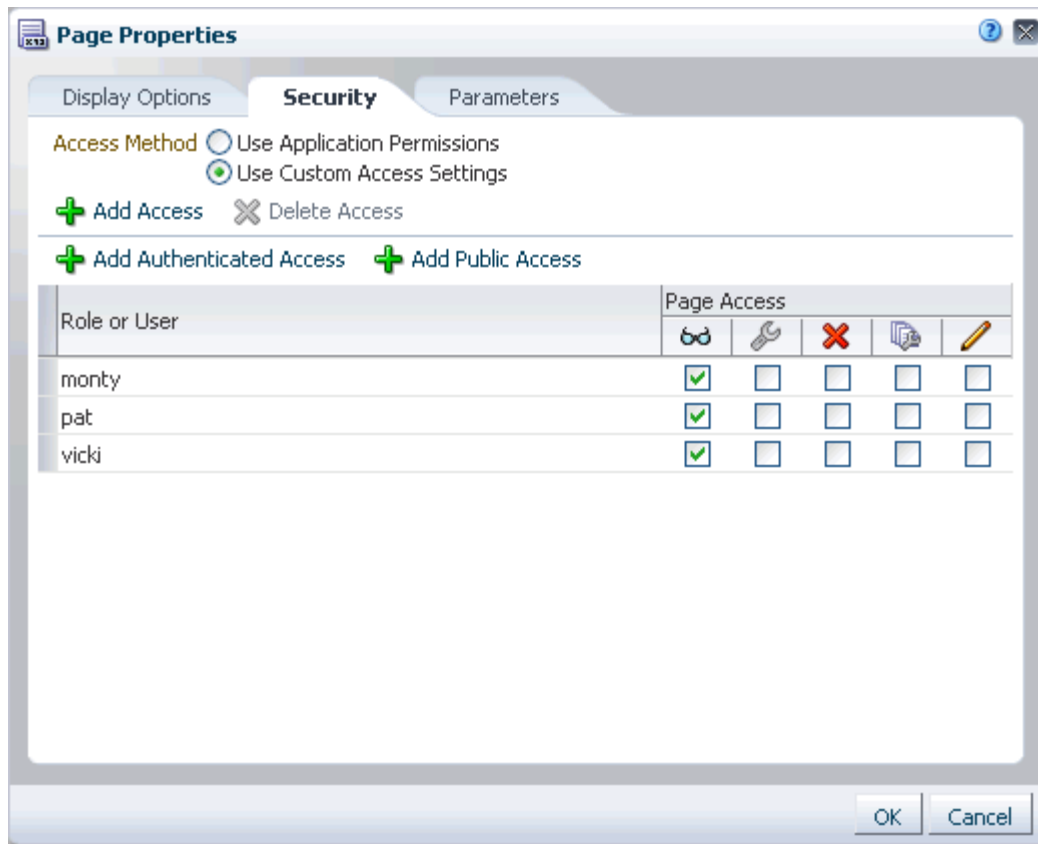 Page Properties
Display Options Security Parameters
Access Method Use Application Permissions
Use Custom Access Settings
Add Access Delete Access
Add Authenticated Access Add Public Access
Role or User
Page Access
monty
pat
vicki
OK Cancel